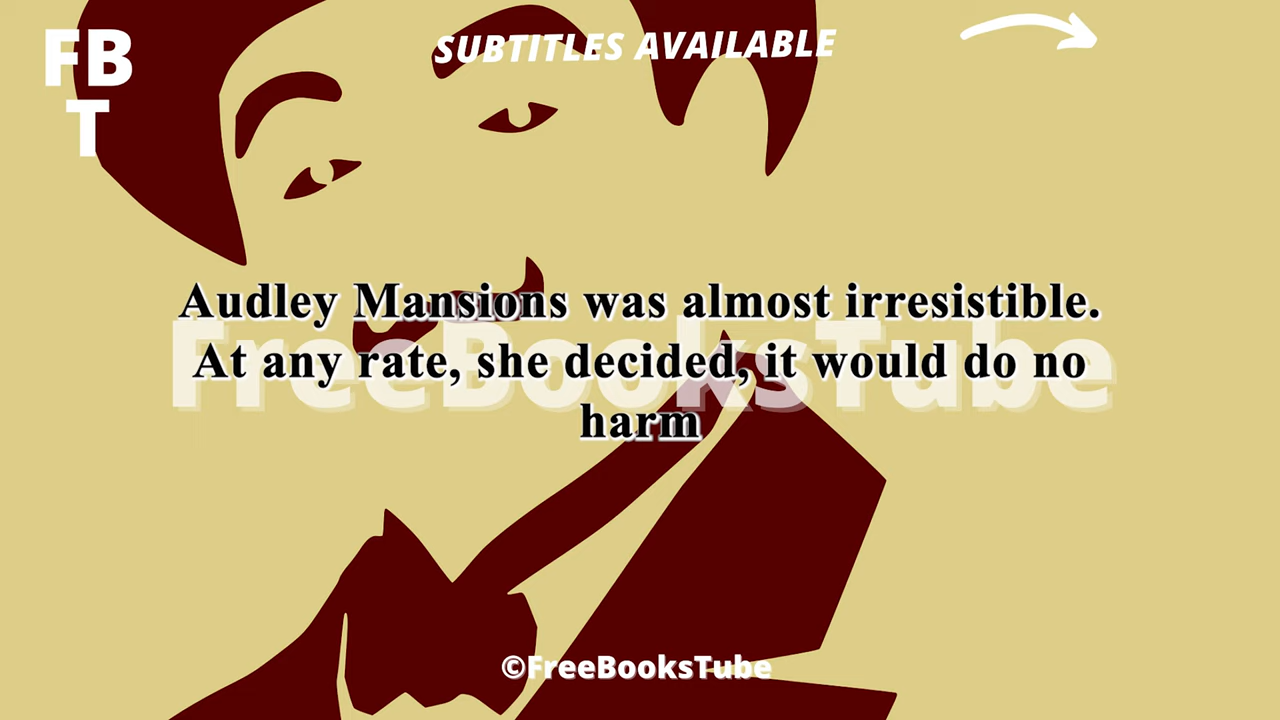 FB
T
SUBTITLES AVAILABLE
Audley Mansions was almost irresistible.
At any rate, she decided, it would do no
harm
FreeBooksTube
©FreeBooksTube